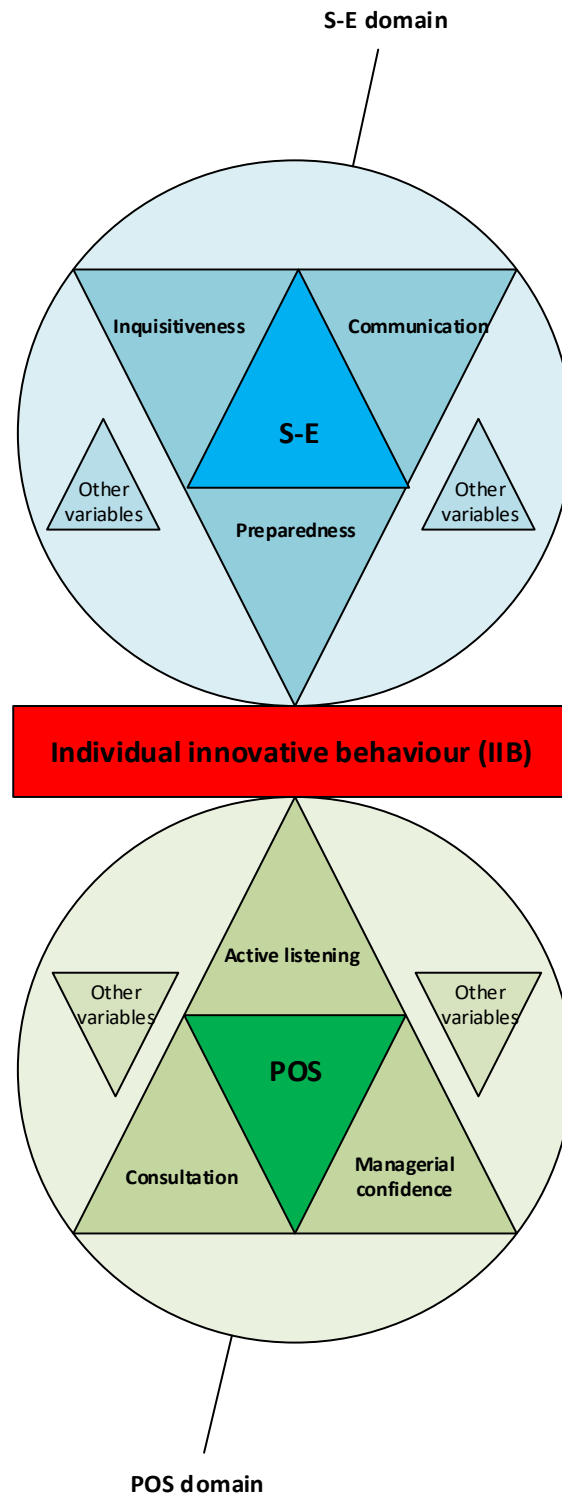 S-E domain
Inquisitiveness
Communication
S-E
Other
variables
Other
variables
Preparedness
Individual innovative behaviour (IIB)
Active listening
Other
variables
Other
variables
POS
Consultation
Managerial
confidence
POS domain